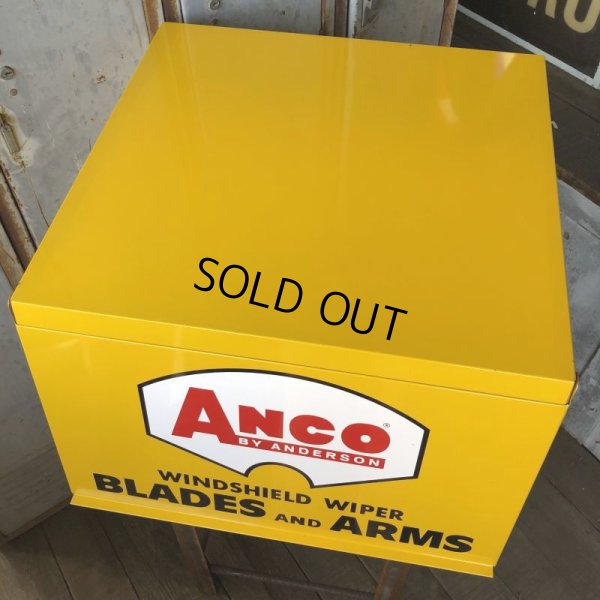 SOLD OUT
ANCO®
BY ANDERSON
WINDSHIELD WIPER
BLADES AND ARMS